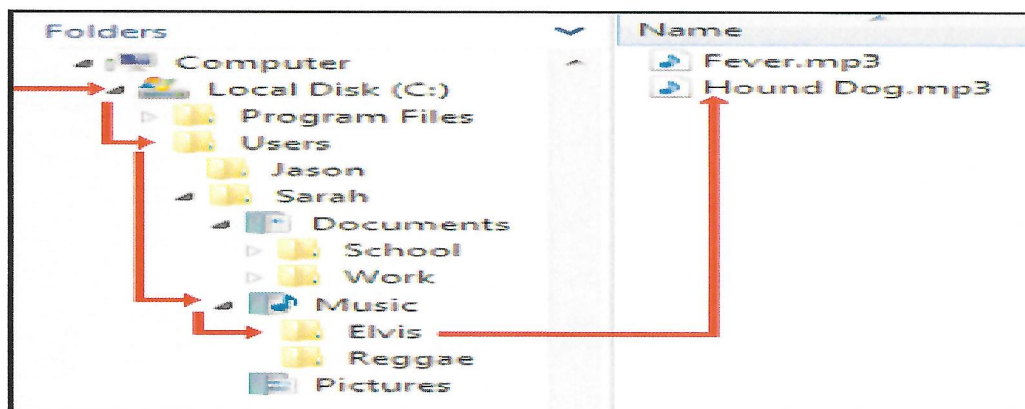 Folders
Computer
Local Disk (C:)
Program Files
Users
Jason
Sarah
Documents
School
Work
Music
Elvis
Reggae
Pictures
Name
Fever.mp3
Hound Dog.mp3